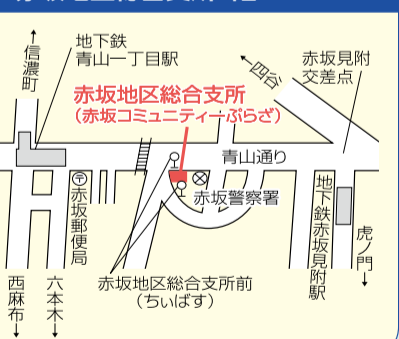 ↑
信濃町
地下鉄
青山一丁目駅
四谷
赤坂見附
交差点
赤坂地区総合支所
（赤坂コミュニティーぷらざ）
青山通り
〒赤坂郵便局
赤坂警察署
地下鉄赤坂見附駅
虎ノ門→
西麻布→
六本木→
赤坂地区総合支所前
（ちぃばす）